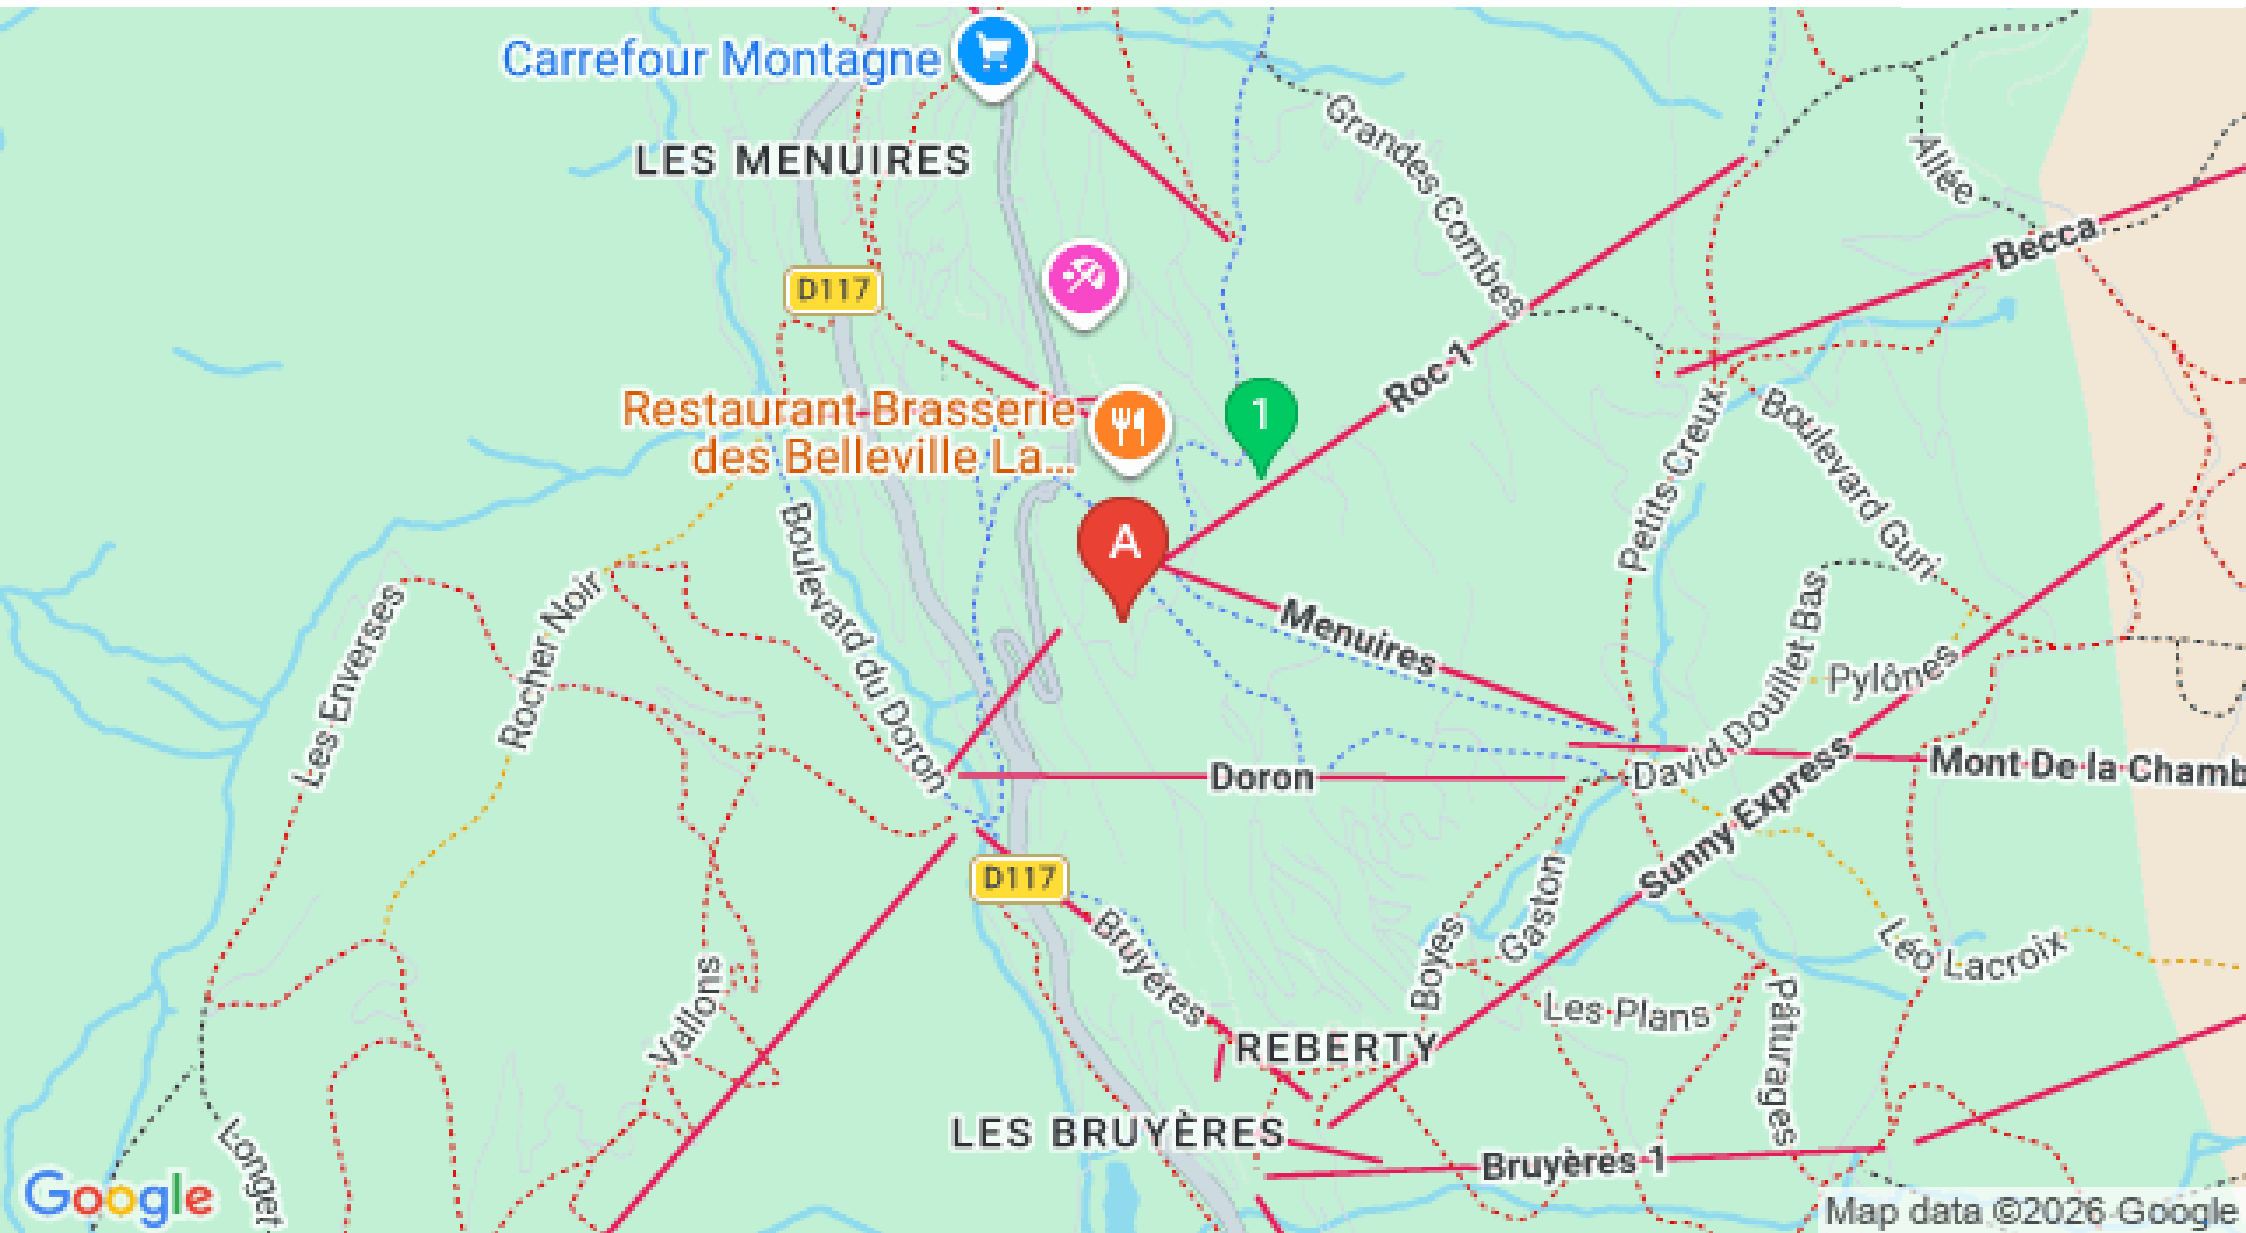 Carrefour Montagne
LES MENUIRES
Grandes Combes
Allée
Becca
D117
Roc 1
1
Restaurant Brasserie
des Belleville La...
A
Petits Creux
Boulevard Guri
Boulevard du Doron
Les Enverses
Rocher Noir
Menuires
David Douillet Bas
Pylônes
Doron
Mont De la Chamb
Sunny Express
D117
Bruyères
Vallons
Boyes
Gaston
Léo Lacroix
Les Plans
Pâturages
REBERTY
LES BRUYÈRES
Bruyères 1
Longet
Google
Map data ©2026 Google